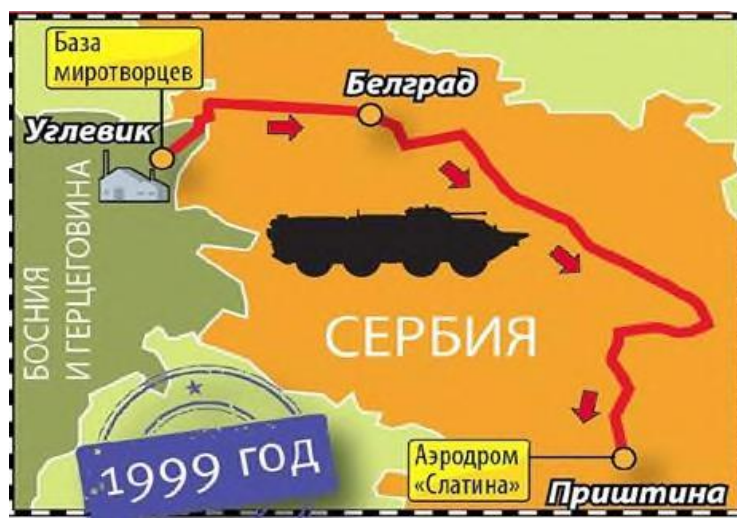 База
миротворцев
Белград
Углевик
БОСНИЯ
И ГЕРЦЕГОВИНА
СЕРБИЯ
1999 ГОД
Аэродром
«Слатина»
Приштина